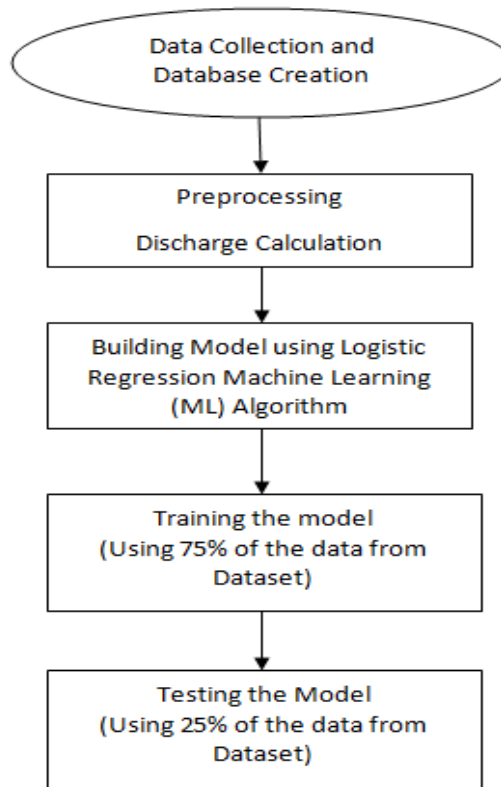 Data Collection and
Database Creation
Preprocessing
Discharge Calculation
Building Model using Logistic
Regression Machine Learning
(ML) Algorithm
Training the model
(Using 75% of the data from
Dataset)
Testing the Model
(Using 25% of the data from
Dataset)